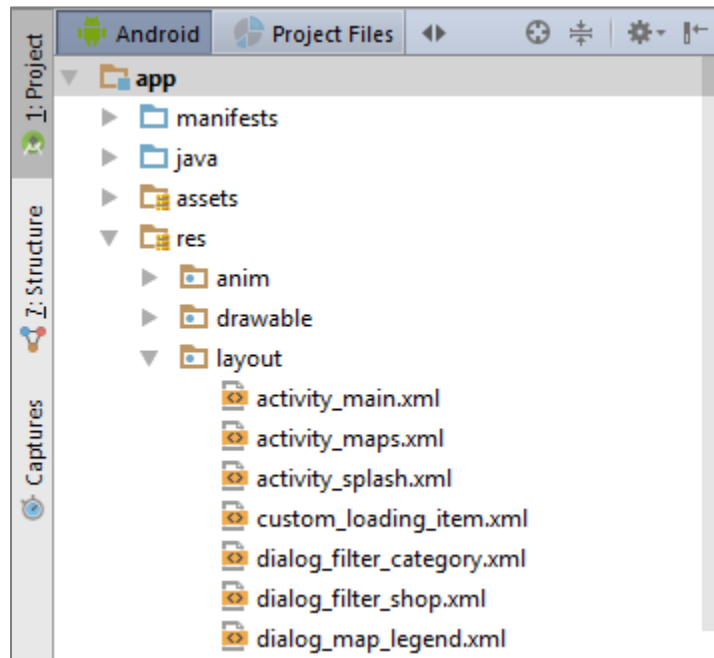 Android Project Files
1: Project
7: Structure
Captures
app
manifests
java
assets
res
anim
drawable
layout
activity_main.xml
activity_maps.xml
activity_splash.xml
custom_loading_item.xml
dialog_filter_category.xml
dialog_filter_shop.xml
dialog_map_legend.xml